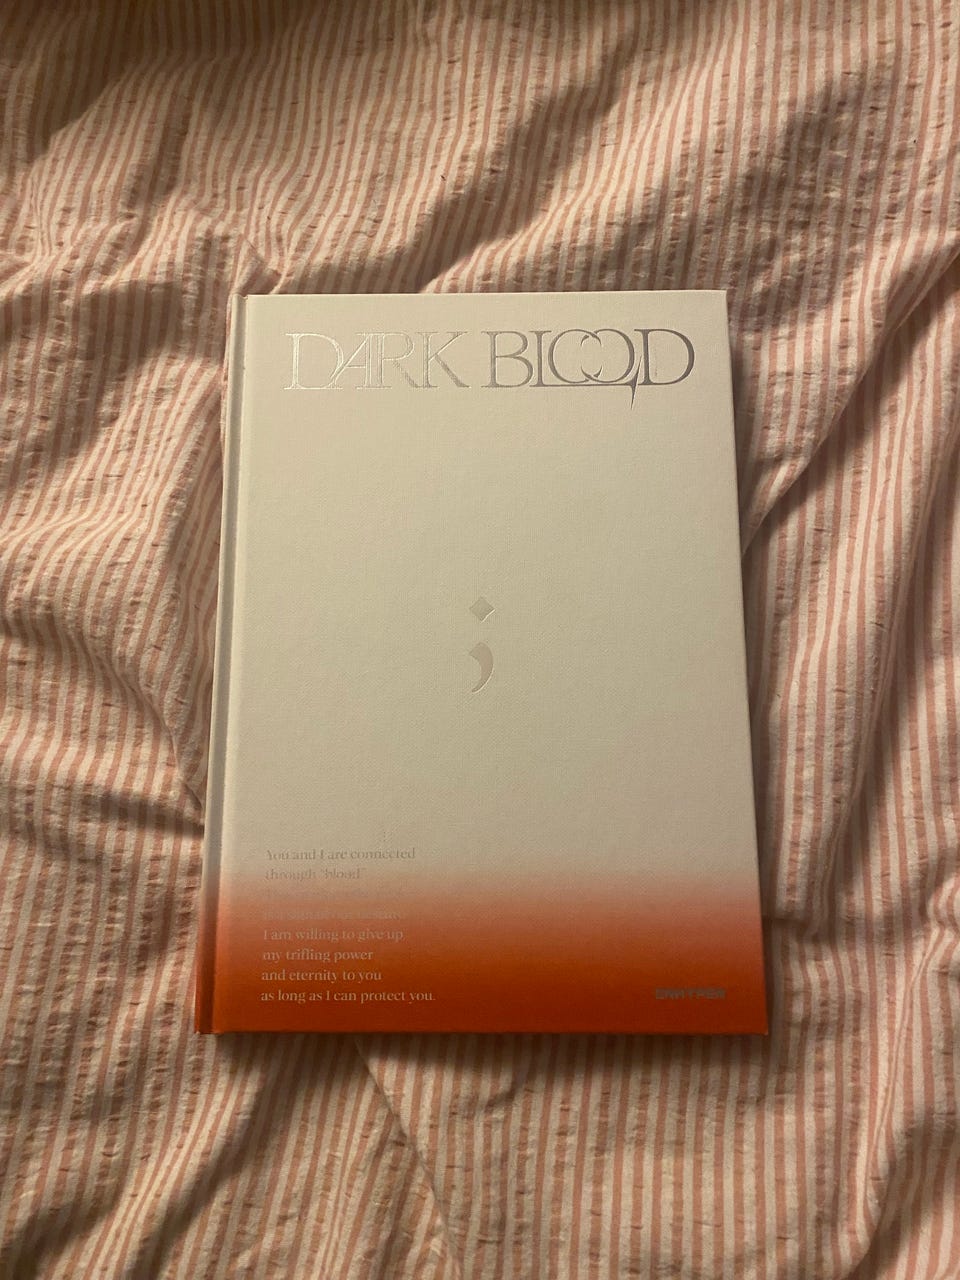 DARK BLOOD
;
You and I are connected
through "blood"
I am willing to give up
my trifling power
and eternity to you
as long as I can protect you.
ENHYPEN